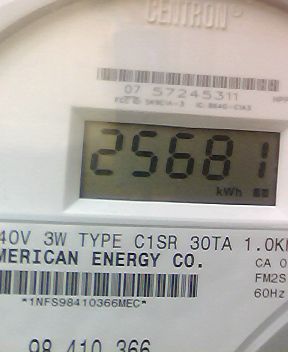 CENTRON®
07 57245311
25681
kWh
40V 3W TYPE C1SR 30TA 1.0K
MERICAN ENERGY CO.
CA 0
FM2S
60Hz
*1NFS98410366MEC*
98 410 366